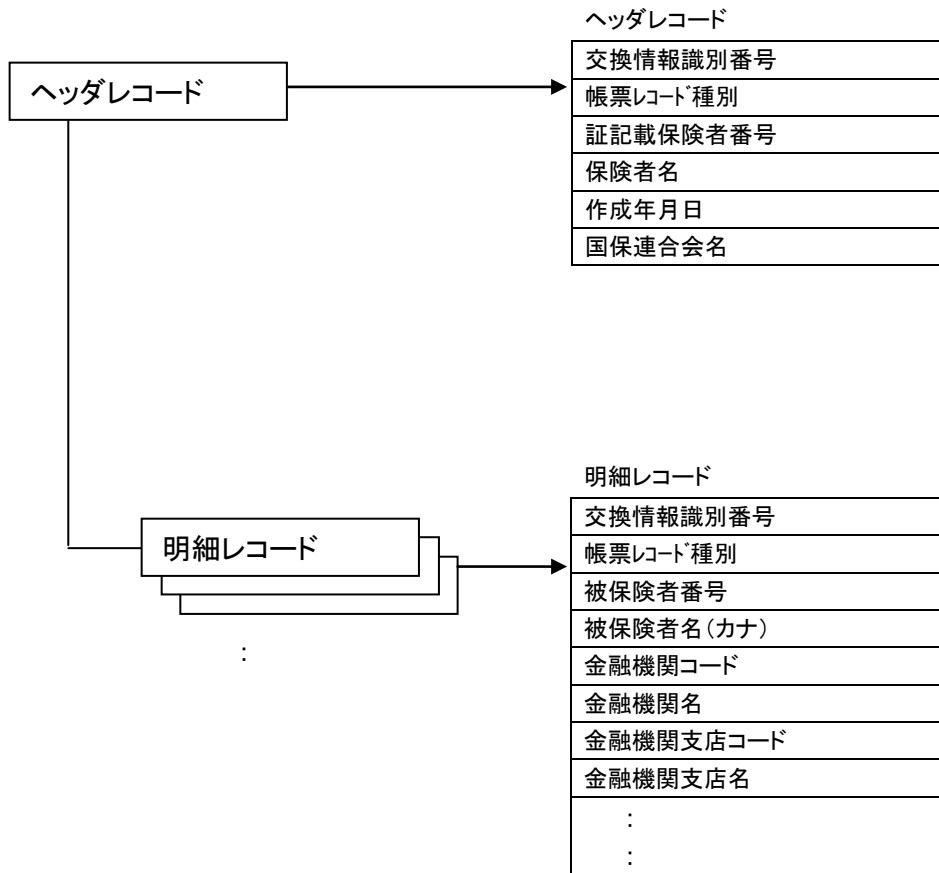 ヘッダレコード
ヘッダレコード
交換情報識別番号
帳票ﾚｺｰﾄﾞ種別
証記載保険者番号
保険者名
作成年月日
国保連合会名
明細レコード
明細レコード
交換情報識別番号
帳票ﾚｺｰﾄﾞ種別
被保険者番号
被保険者名(カナ)
金融機関コード
金融機関名
金融機関支店コード
金融機関支店名
:
:
: